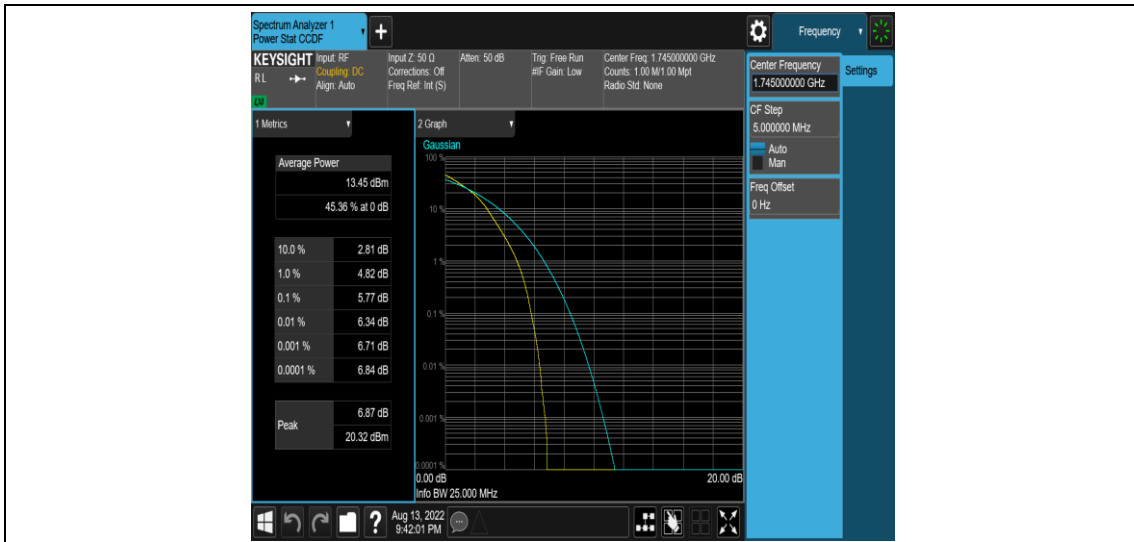 Spectrum Analyzer 1
Power Stat CCDF
Frequency
KEYSIGHT
RL
LXI
Input: RF
Coupling: DC
Align: Auto
Input Z: 50 Ω
Corrections: Off
Freq Ref: Int (S)
Atten: 50 dB
Trig: Free Run
#IF Gain: Low
Center Freq: 1.745000000 GHz
Counts: 1.00 M/1.00 Mpt
Radio Std: None
Center Frequency
1.745000000 GHz
Settings
CF Step
5.000000 MHz
Auto
Man
Freq Offset
0 Hz
1 Metrics
Average Power
13.45 dBm
45.36 % at 0 dB
10.0 % 2.81 dB
1.0 % 4.82 dB
0.1 % 5.77 dB
0.01 % 6.34 dB
0.001 % 6.71 dB
0.0001 % 6.84 dB
Peak
6.87 dB
20.32 dBm
2 Graph
Gaussian
100 %
10 %
1 %
0.1 %
0.01 %
0.001 %
0.0001 %
0.00 dB 20.00 dB
Info BW 25.000 MHz
Aug 13, 2022
9:42:01 PM